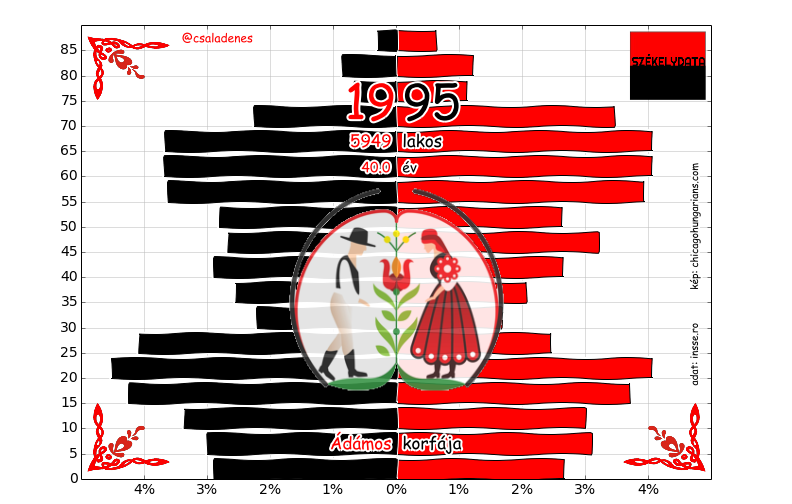 @csaladenes
SZÉKELYDATA
1995
5949 lakos
40.0 év
kép: chicagohungarians.com
adat: insse.ro
Ádámos korfája
85
80
75
70
65
60
55
50
45
40
35
30
25
20
15
10
5
0
4% 3% 2% 1% 0% 1% 2% 3% 4%